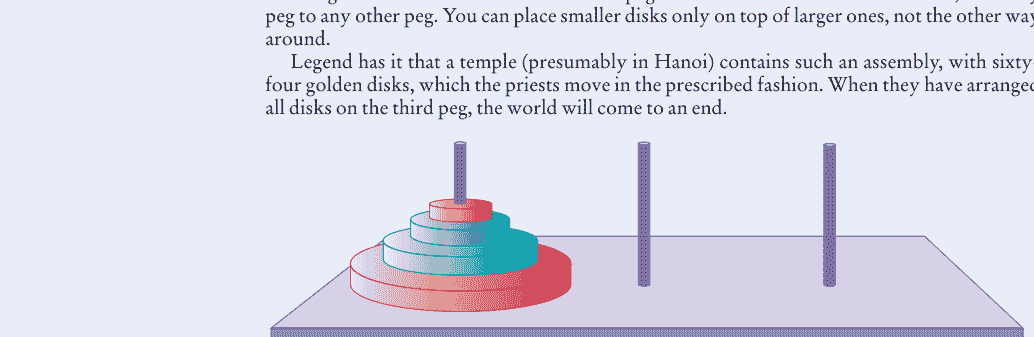 peg to any other peg. You can place smaller disks only on top of larger ones, not the other way
around.
Legend has it that a temple (presumably in Hanoi) contains such an assembly, with sixty-
four golden disks, which the priests move in the prescribed fashion. When they have arranged
all disks on the third peg, the world will come to an end.